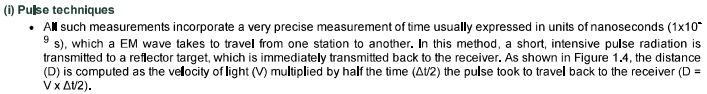 (i) Pulse techniques
• All such measurements incorporate a very precise measurement of time usually expressed in units of nanoseconds (1x10⁻
⁹ s), which a EM wave takes to travel from one station to another. In this method, a short, intensive pulse radiation is
transmitted to a reflector target, which is immediately transmitted back to the receiver. As shown in Figure 1.4, the distance
(D) is computed as the velocity of light (V) multiplied by half the time (Δt/2) the pulse took to travel back to the receiver (D =
V x Δt/2).